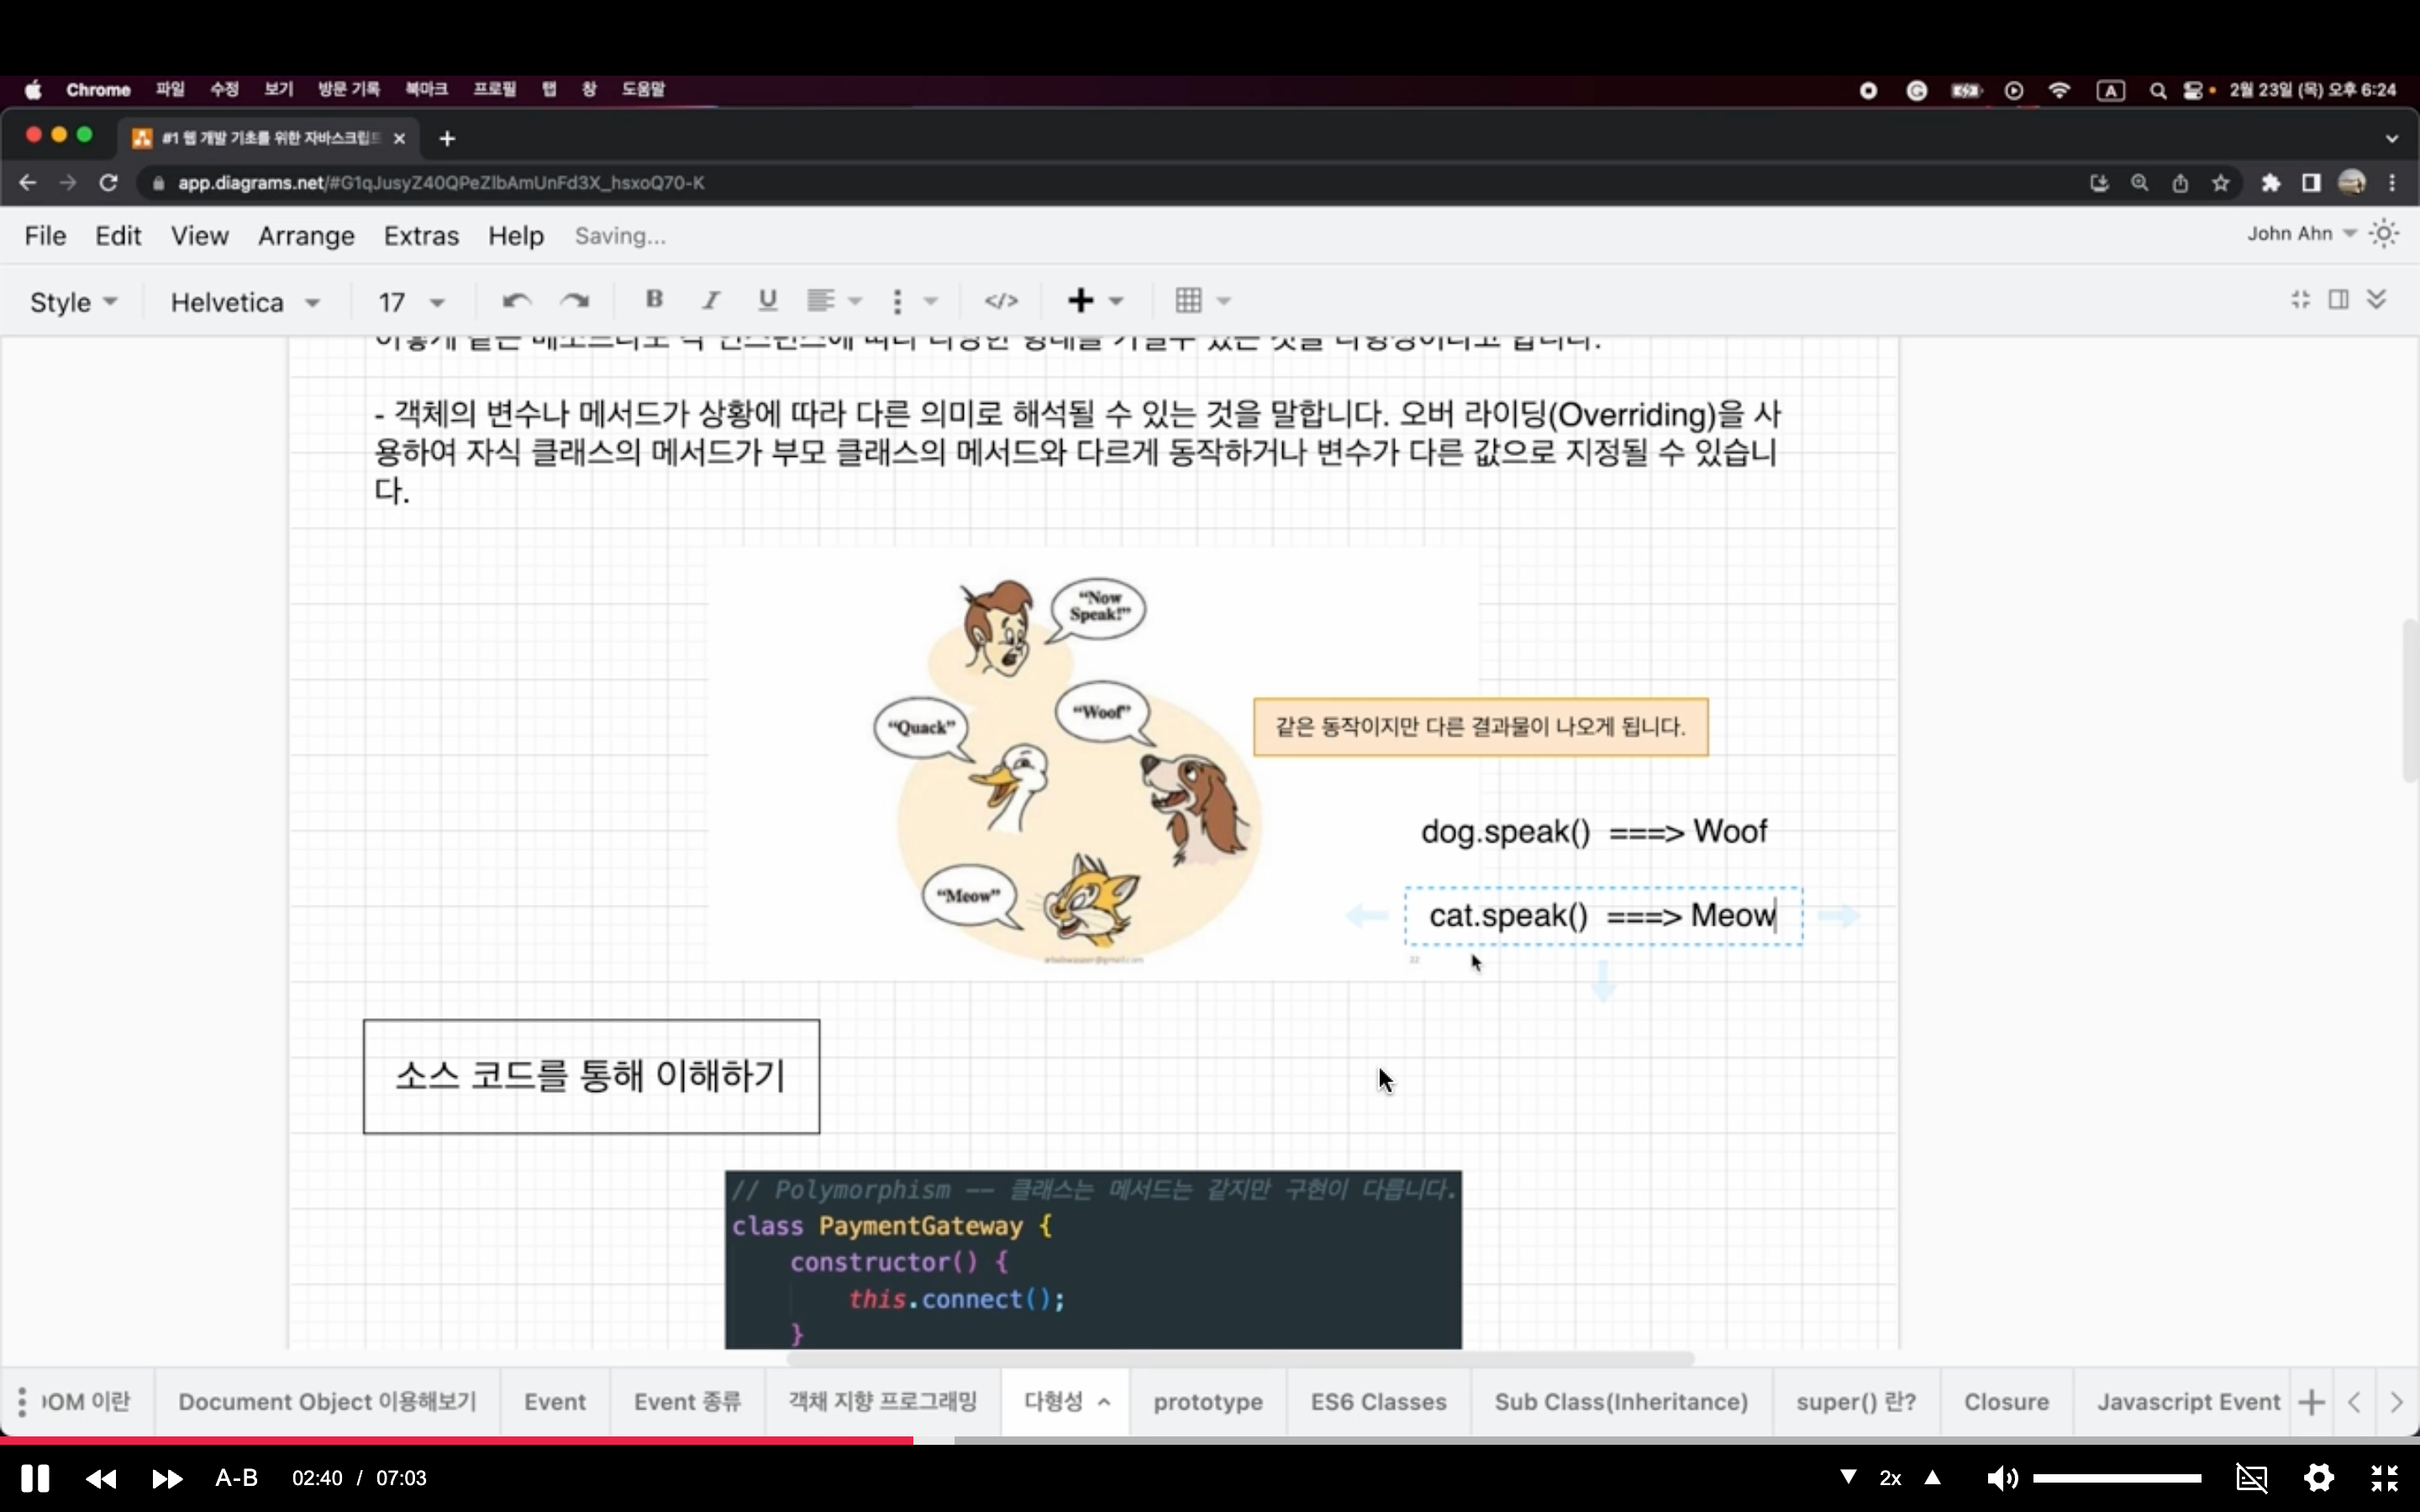 Chrome 파일 수정 보기 방문 기록 북마크 프로필 탭 창 도움말 A 2월 23일 (목) 오후 6:24
#1 웹 개발 기초를 위한 자바스크립트
app.diagrams.net/#G1qJusyZ40QPeZlbAmUnFd3X_hsxoQ70-K
File Edit View Arrange Extras Help Saving... John Ahn
Style Helvetica 17 B I U
- 객체의 변수나 메서드가 상황에 따라 다른 의미로 해석될 수 있는 것을 말합니다. 오버 라이딩(Overriding)을 사
용하여 자식 클래스의 메서드가 부모 클래스의 메서드와 다르게 동작하거나 변수가 다른 값으로 지정될 수 있습니
다.
“Now
Speak!”
“Quack”
“Woof”
같은 동작이지만 다른 결과물이 나오게 됩니다.
dog.speak() ===> Woof
“Meow”
cat.speak() ===> Meow
22
소스 코드를 통해 이해하기
// Polymorphism –– 클래스는 메서드는 같지만 구현이 다릅니다.
class PaymentGateway {
constructor() {
this.connect();
}
OM 이란 Document Object 이용해보기 Event Event 종류 객체 지향 프로그래밍 다형성 prototype ES6 Classes Sub Class(Inheritance) super() 란? Closure Javascript Event
A-B 02:40 / 07:03 2x